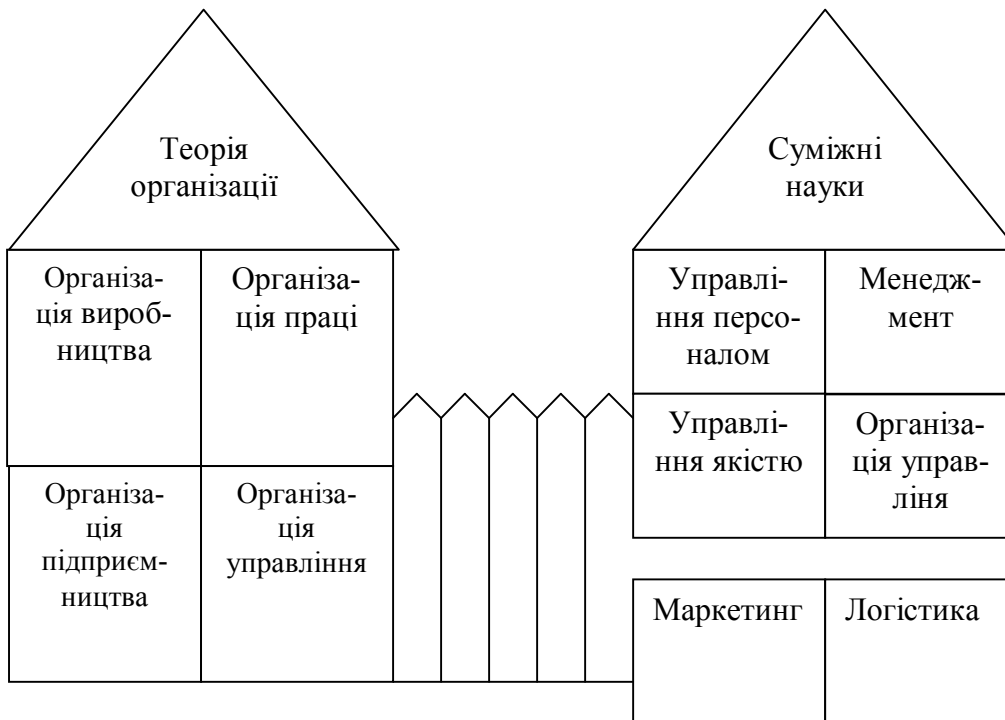 Теорія
організації
Організа-
ція вироб-
ництва
Організа-
ція праці
Організа-
ція
підприєм-
ництва
Організа-
ція
управління
Суміжні
науки
Управлі-
ння персо-
налом
Менедж-
мент
Управлі-
ння якістю
Організа-
ція управ-
ліня
Маркетинг
Логістика